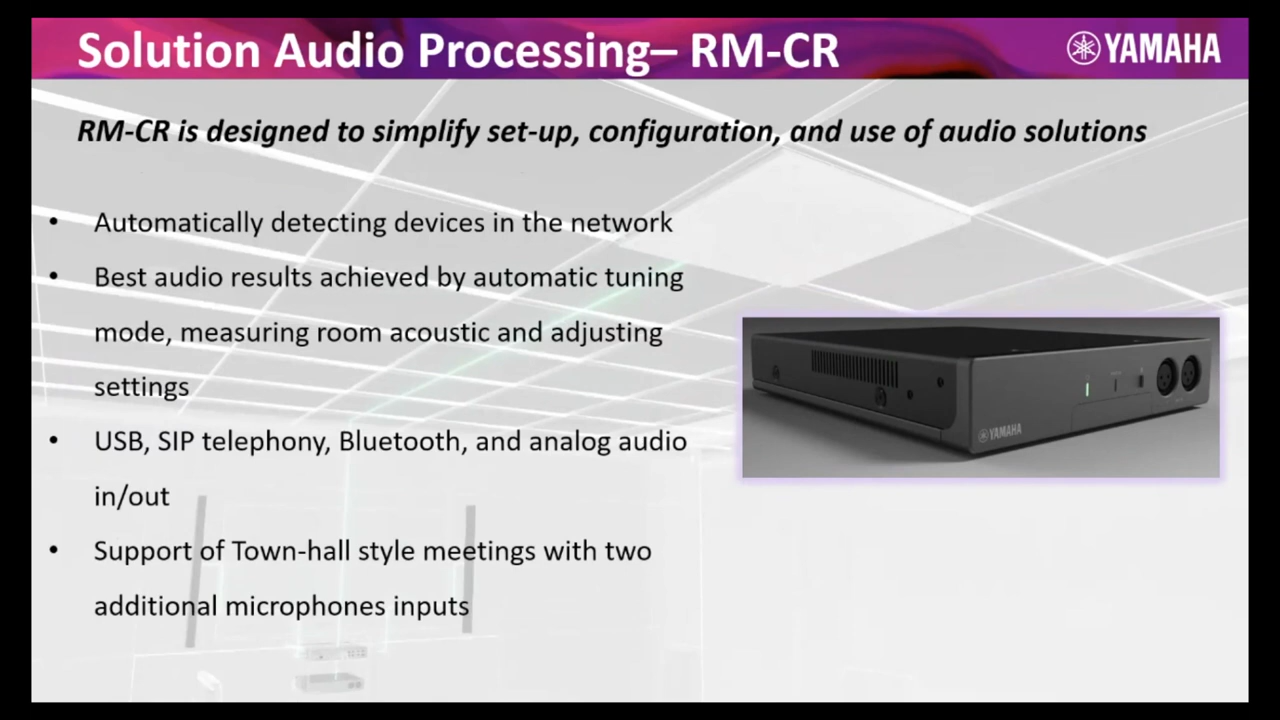 Solution Audio Processing– RM-CR
YAMAHA
RM-CR is designed to simplify set-up, configuration, and use of audio solutions
• Automatically detecting devices in the network
• Best audio results achieved by automatic tuning
mode, measuring room acoustic and adjusting
settings
• USB, SIP telephony, Bluetooth, and analog audio
in/out
• Support of Town-hall style meetings with two
additional microphones inputs
YAMAHA